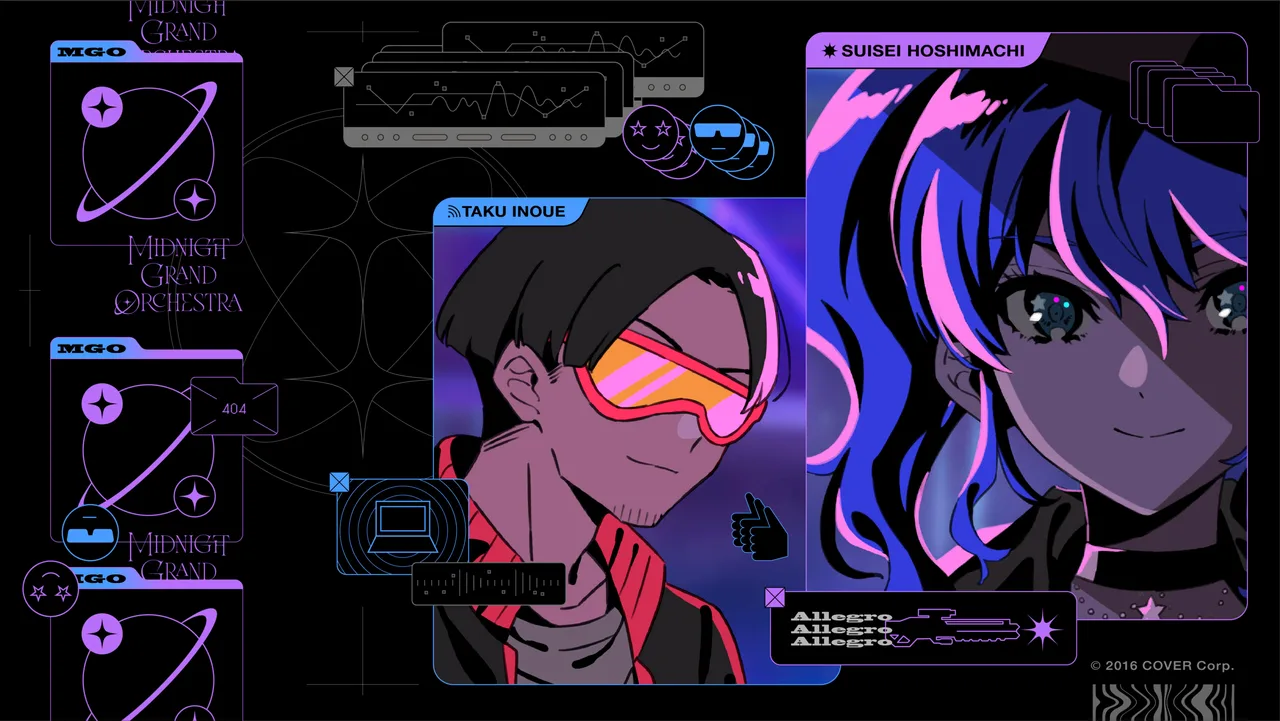 MIDNIGHT
GRAND
ORCHESTRA
MGO
MIDNIGHT
GRAND
ORCHESTRA
MGO
404
MIDNIGHT
GRAND
MGO
TAKU INOUE
SUISEI HOSHIMACHI
Allegro
Allegro
Allegro
© 2016 COVER Corp.